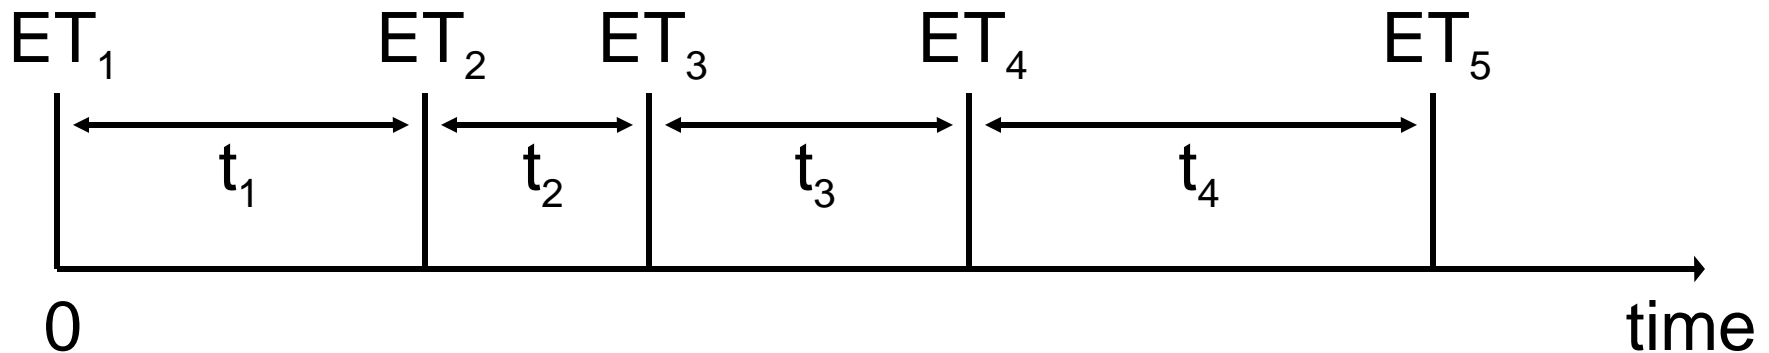 ET₁ ET₂ ET₃ ET₄ ET₅
t₁ t₂ t₃ t₄
0 time